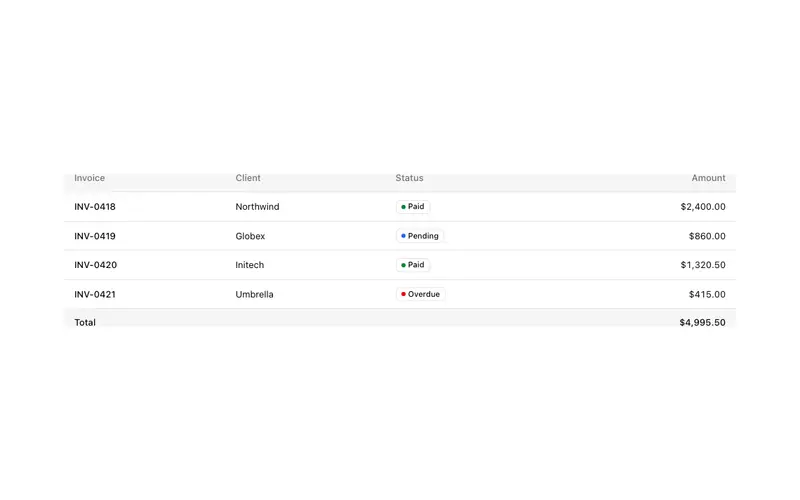 Invoice Client Status Amount
INV-0418 Northwind Paid $2,400.00
INV-0419 Globex Pending $860.00
INV-0420 Initech Paid $1,320.50
INV-0421 Umbrella Overdue $415.00
Total $4,995.50